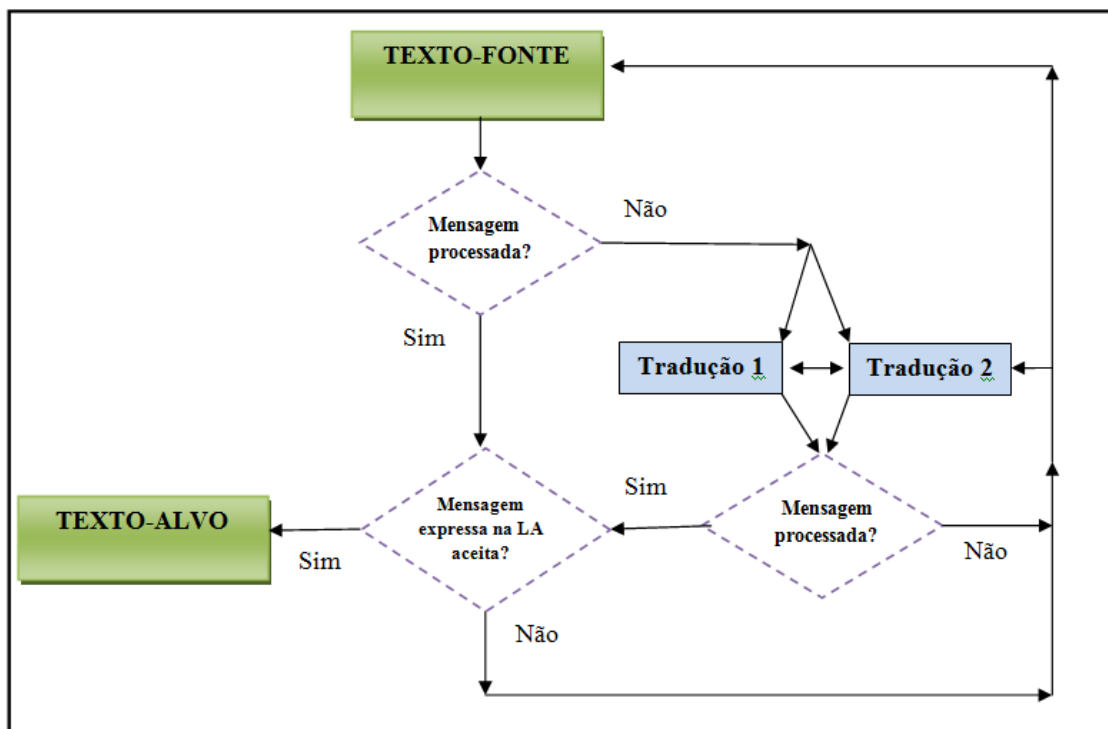 TEXTO-FONTE
Mensagem
processada?
Não
Sim
Tradução 1
Tradução 2
TEXTO-ALVO
Sim
Mensagem
expressa na LA
aceita?
Sim
Mensagem
processada?
Não
Não